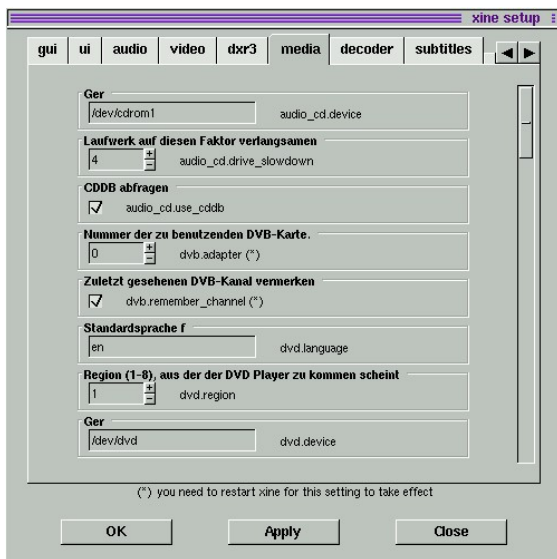 xine setup
gui ui audio video dxr3 media decoder subtitles
Ger
/dev/cdrom1 audio_cd.device
Laufwerk auf diesen Faktor verlangsamen
4 audio_cd.drive_slowdown
CDDB abfragen
audio_cd.use_cddb
Nummer der zu benutzenden DVB-Karte.
0 dvb.adapter (*)
Zuletzt gesehenen DVB-Kanal vermerken
dvb.remember_channel (*)
Standardsprache f
en dvd.language
Region (1-8), aus der der DVD Player zu kommen scheint
1 dvd.region
Ger
/dev/dvd dvd.device
(*) you need to restart xine for this setting to take effect
OK Apply Close